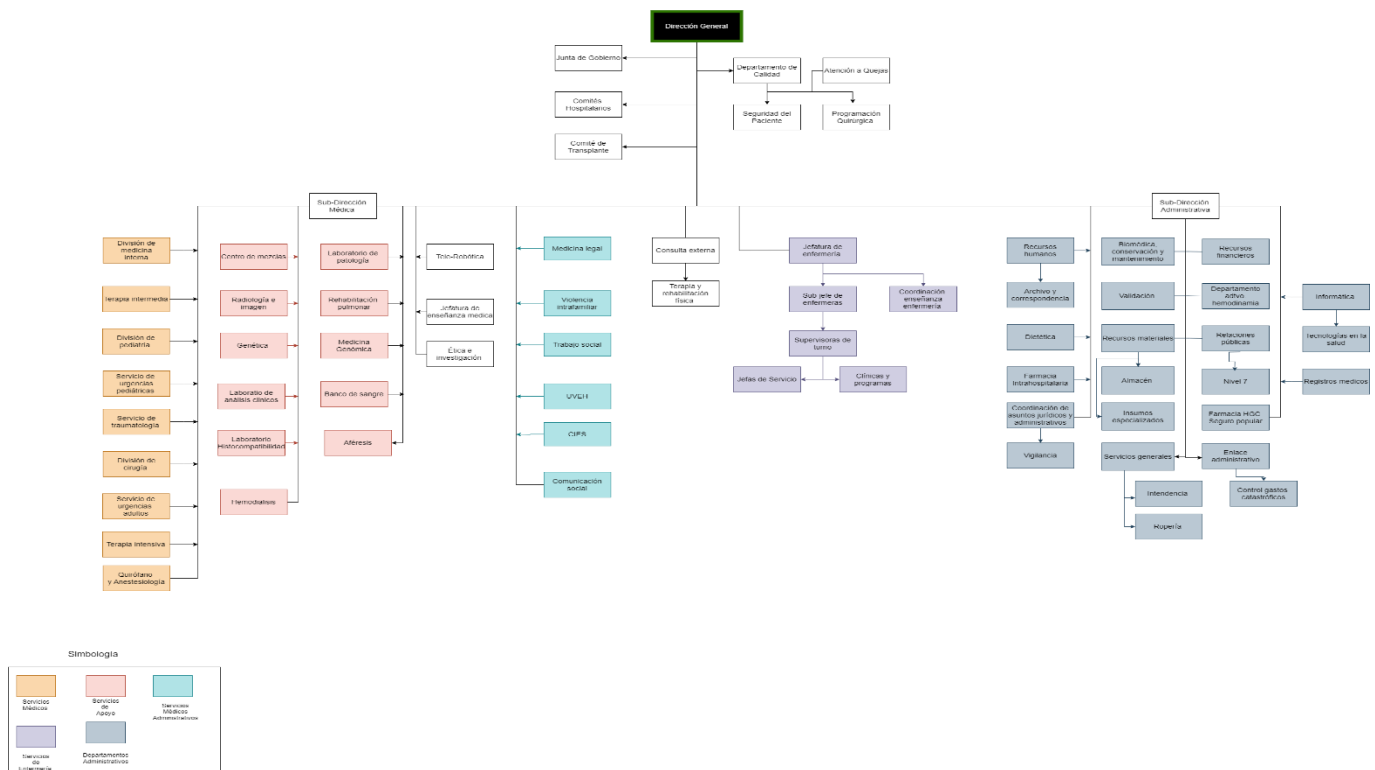 Dirección General
Junta de Gobierno
Departamento de
Calidad
Atención a Quejas
Comités
Hospitalarios
Seguridad del
Paciente
Programación
Quirúrgica
Comité de
Transplante
Sub-Dirección
Médica
Sub-Dirección
Administrativa
División de
medicina
interna
Terapia intermedia
División de
pediatría
Servicio de
urgencias
pediátricas
Servicio de
traumatología
División de
cirugía
Servicio de
urgencias
adultos
Terapia intensiva
Quirófano
y Anestesiología
Centro de mezclas
Radiología e
imagen
Genética
Laboratio de
análisis clínicos
Laboratorio
Histocompatibilidad
Hemodiálisis
Laboratorio de
patología
Rehabilitación
pulmonar
Medicina
Genómica
Banco de sangre
Aféresis
Tele-Robótica
Jefatura de
enseñanza médica
Ética e
investigación
Medicina legal
Violencia
intrafamiliar
Trabajo social
UVEH
Comunicación
social
Consulta externa
Terapia y
rehabilitación
física
Jefatura de
enfermería
Sub jefe de
enfermeras
Coordinación
enseñanza
enfermería
Supervisoras de
turno
Jefas de Servicio
Clínicas y
programas
Recursos
humanos
Archivo y
correspondencia
Dietética
Farmacia
Intrahospitalaria
Coordinación de
asuntos jurídicos y
administrativos
Vigilancia
Biomédica,
conservación y
mantenimiento
Validación
Recursos materiales
Almacén
Insumos
especializados
Servicios generales
Intendencia
Ropería
Recursos
financieros
Departamento
adtvo
hemodinamia
Relaciones
públicas
Nivel 7
Farmacia HGC
Seguro popular
Enlace
administrativo
Control gastos
catastróficos
Informática
Tecnologías en la
salud
Registros medicos
Simbología
Servicios
Médicos
Servicios
de
Apoyo
Servicios
Médicos
Administrativos
Servicios
de
Enfermería
Departamentos
Administrativos